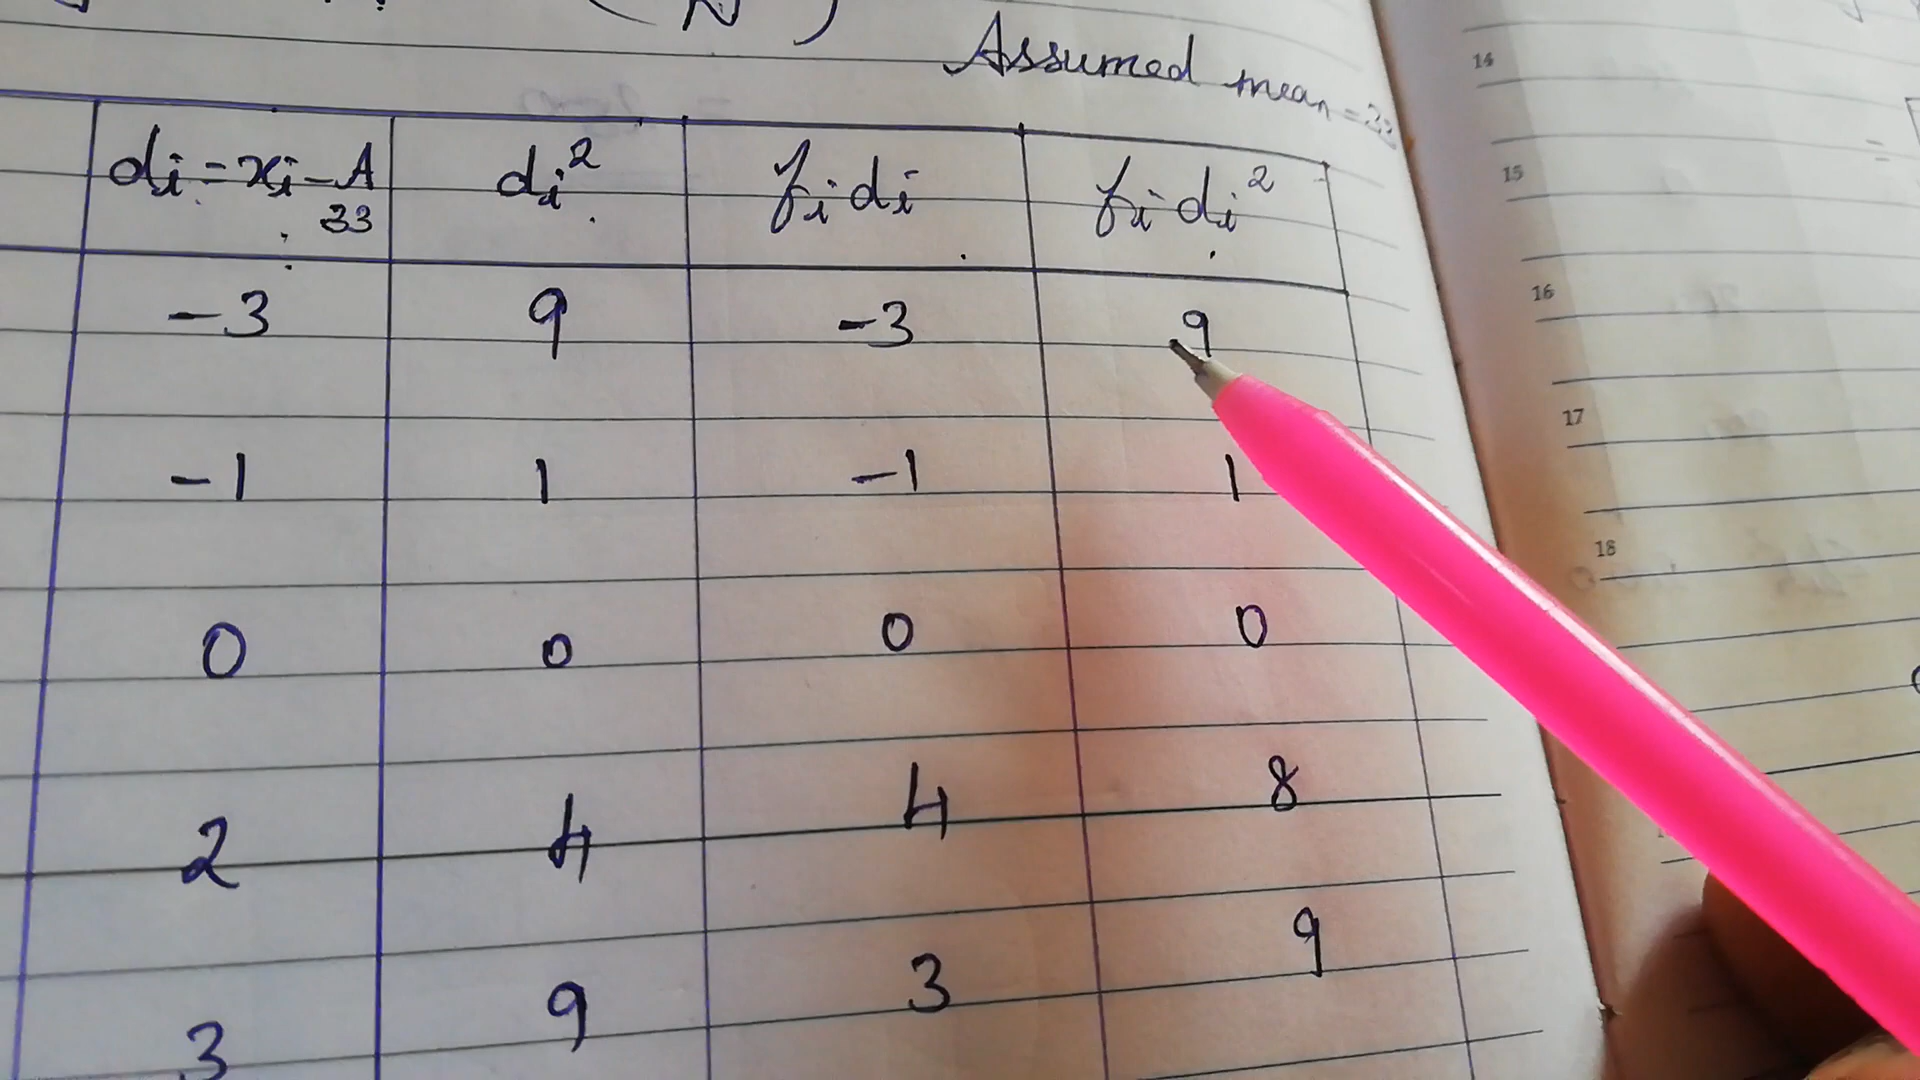 (N)
Assumed mean = 33
di = xi - A di² fidi fidi²
33
-3 9 -3 9
-1 1 -1 1
0 0 0 0
2 4 4 8
3 9 3 9
14
15
16
17
18